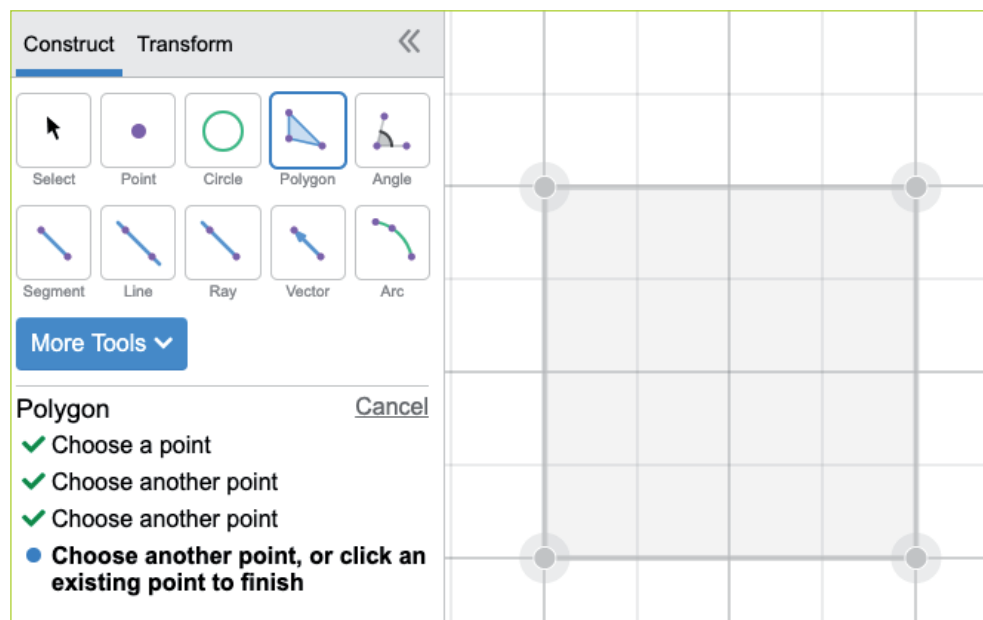 Construct Transform
Select Point Circle Polygon Angle
Segment Line Ray Vector Arc
More Tools
Polygon Cancel
Choose a point
Choose another point
Choose another point
Choose another point, or click an
existing point to finish